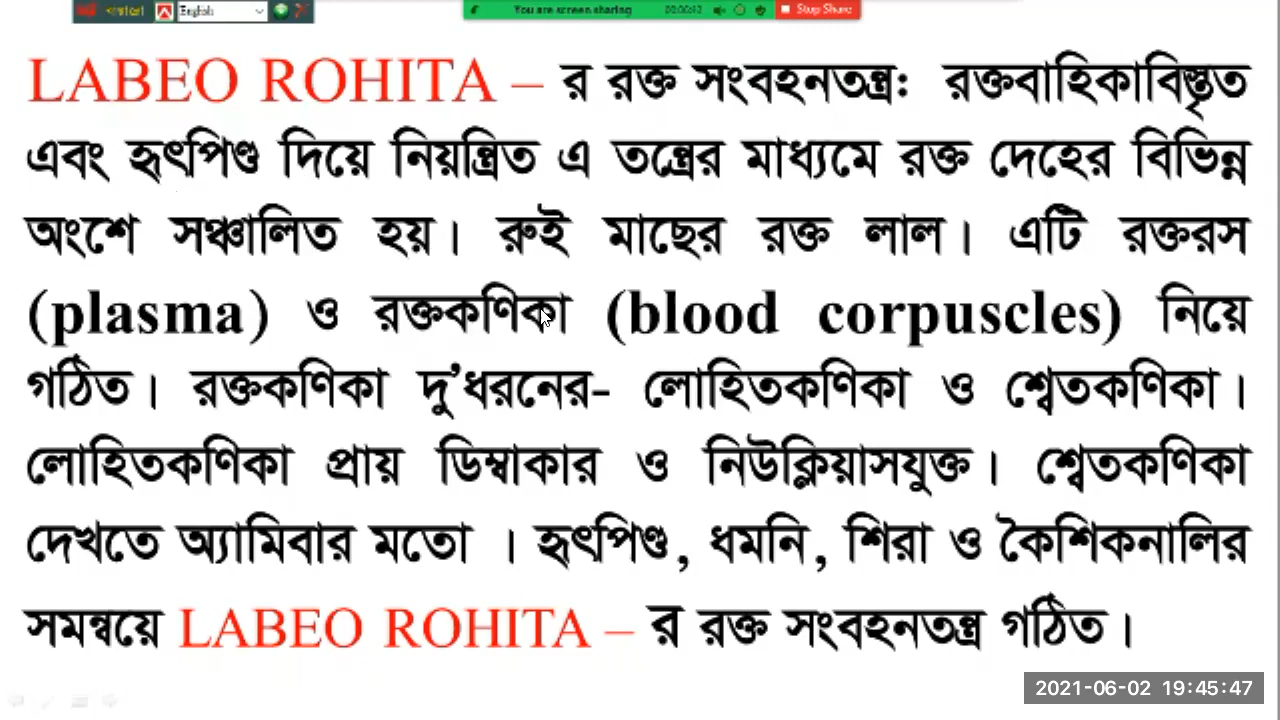 English You are screen sharing 00:00:42 Stop Share
LABEO ROHITA – র রক্ত সংবহনতন্ত্র: রক্তবাহিকাবিস্তৃত
এবং হৃৎপিণ্ড দিয়ে নিয়ন্ত্রিত এ তন্ত্রের মাধ্যমে রক্ত দেহের বিভিন্ন
অংশে সঞ্চালিত হয়। রুই মাছের রক্ত লাল। এটি রক্তরস
(plasma) ও রক্তকণিকা (blood corpuscles) নিয়ে
গঠিত। রক্তকণিকা দু’ধরনের- লোহিতকণিকা ও শ্বেতকণিকা।
লোহিতকণিকা প্রায় ডিম্বাকার ও নিউক্লিয়াসযুক্ত। শ্বেতকণিকা
দেখতে অ্যামিবার মতো । হৃৎপিণ্ড, ধমনি, শিরা ও কৈশিকনালির
সমন্বয়ে LABEO ROHITA – র রক্ত সংবহনতন্ত্র গঠিত।
2021-06-02 19:45:47